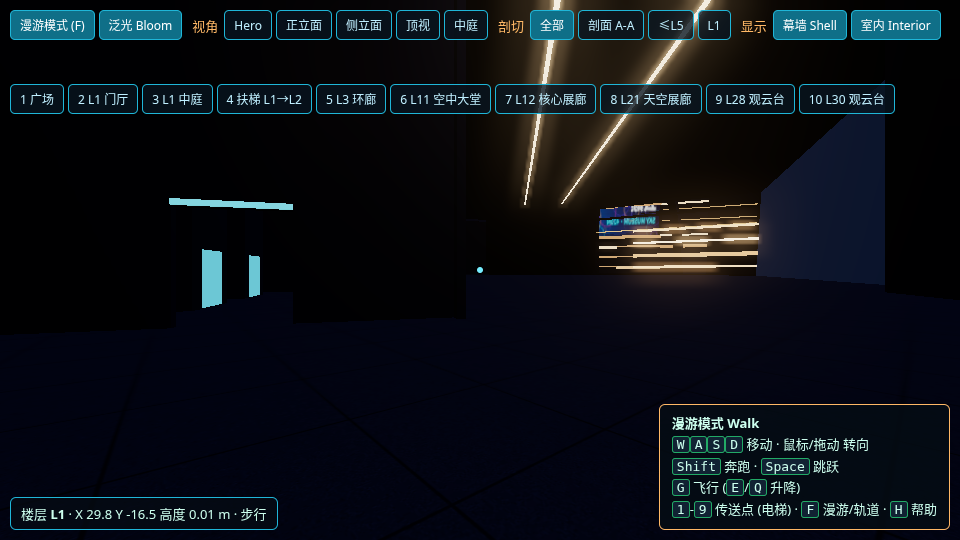 漫游模式 (F) 泛光 Bloom 视角 Hero 正立面 侧立面 顶视 中庭 剖切 全部 剖面 A-A ≤L5 L1 显示 幕墙 Shell 室内 Interior
1 广场 2 L1 门厅 3 L1 中庭 4 扶梯 L1→L2 5 L3 环廊 6 L11 空中大堂 7 L12 核心展廊 8 L21 天空展廊 9 L28 观云台 10 L30 观云台
漫游模式 Walk
W A S D 移动 · 鼠标/拖动 转向
Shift 奔跑 · Space 跳跃
G 飞行 (E/Q 升降)
1-9 传送点 (电梯) · F 漫游/轨道 · H 帮助
楼层 L1 · X 29.8 Y -16.5 高度 0.01 m · 步行